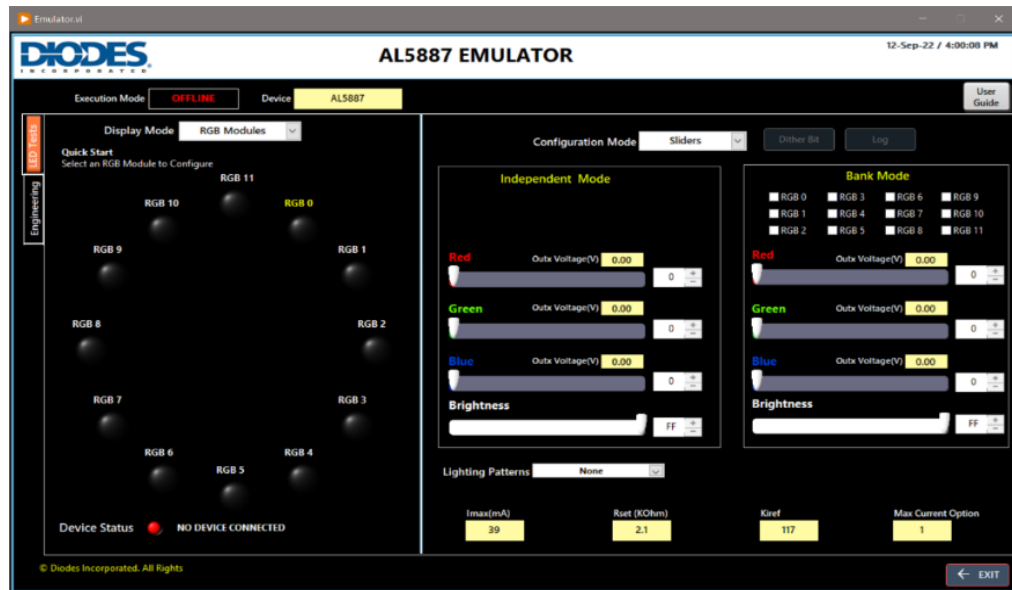 Emulator.vi
DIODES
INCORPORATED
AL5887 EMULATOR
12-Sep-22 / 4:00:08 PM
Execution Mode OFFLINE Device AL5887
User Guide
LED Tests
Engineering
Display Mode RGB Modules
Quick Start
Select an RGB Module to Configure
RGB 11
RGB 10 RGB 0
RGB 9 RGB 1
RGB 8 RGB 2
RGB 7 RGB 3
RGB 6 RGB 4
RGB 5
Device Status NO DEVICE CONNECTED
Configuration Mode Sliders Dither Bit Log
Independent Mode
Red Outx Voltage(V) 0.00
0
Green Outx Voltage(V) 0.00
0
Blue Outx Voltage(V) 0.00
0
Brightness
FF
Bank Mode
RGB 0 RGB 3 RGB 6 RGB 9
RGB 1 RGB 4 RGB 7 RGB 10
RGB 2 RGB 5 RGB 8 RGB 11
Red Outx Voltage(V) 0.00
0
Green Outx Voltage(V) 0.00
0
Blue Outx Voltage(V) 0.00
0
Brightness
FF
Lighting Patterns None
Imax(mA) Rset (KOhm) Kiref Max Current Option
39 2.1 117 1
© Diodes Incorporated. All Rights
EXIT